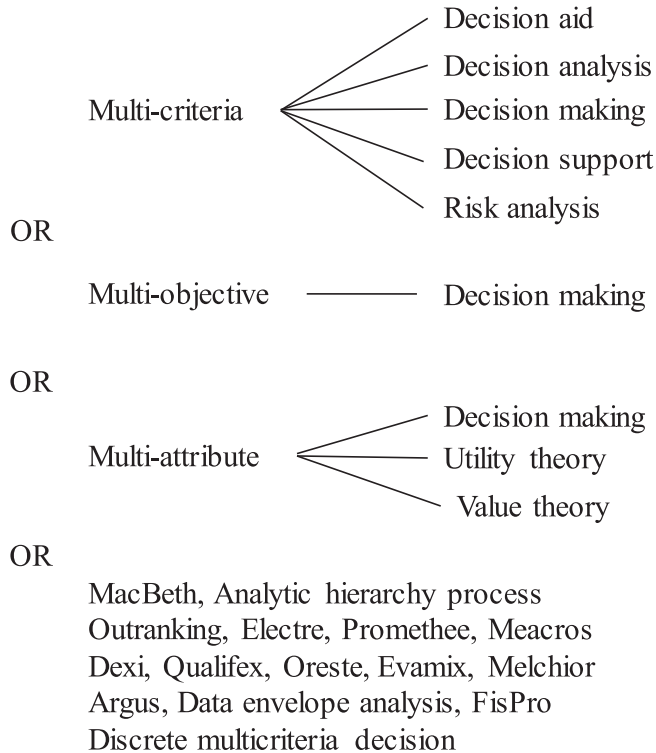 Decision aid
Decision analysis
Multi-criteria
Decision making
Decision support
Risk analysis
OR
Multi-objective
Decision making
OR
Decision making
Multi-attribute
Utility theory
Value theory
OR
MacBeth, Analytic hierarchy process
Outranking, Electre, Promethee, Meacros
Dexi, Qualifex, Oreste, Evamix, Melchior
Argus, Data envelope analysis, FisPro
Discrete multicriteria decision